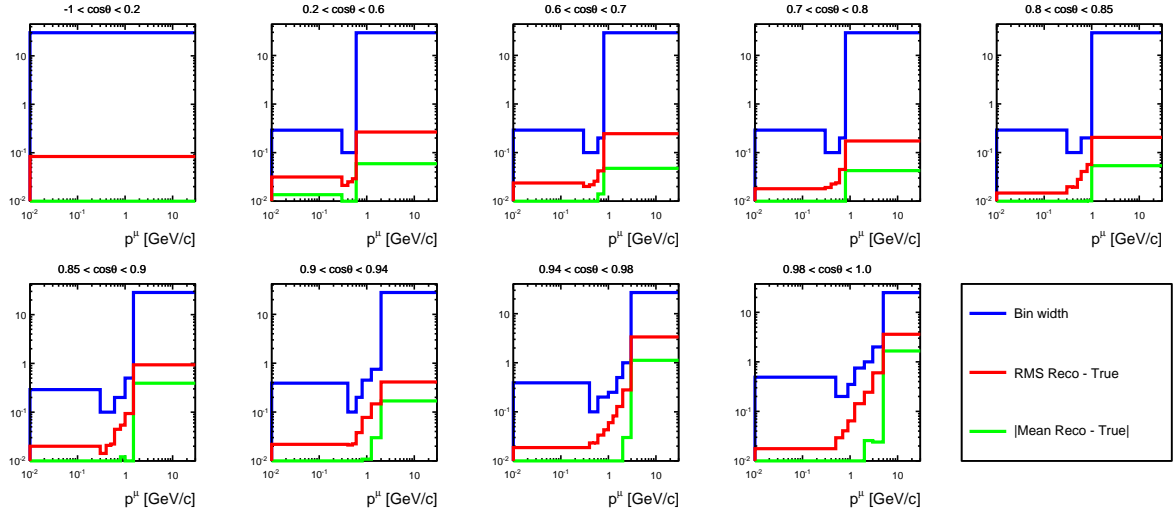 -1 < cosθ < 0.2
0.2 < cosθ < 0.6
0.6 < cosθ < 0.7
0.7 < cosθ < 0.8
0.8 < cosθ < 0.85
10
1
10⁻¹
10⁻²
10⁻² 10⁻¹ 1 10
p^μ [GeV/c]
10
1
10⁻¹
10⁻²
10⁻² 10⁻¹ 1 10
p^μ [GeV/c]
10
1
10⁻¹
10⁻²
10⁻² 10⁻¹ 1 10
p^μ [GeV/c]
10
1
10⁻¹
10⁻²
10⁻² 10⁻¹ 1 10
p^μ [GeV/c]
10
1
10⁻¹
10⁻²
10⁻² 10⁻¹ 1 10
p^μ [GeV/c]
0.85 < cosθ < 0.9
0.9 < cosθ < 0.94
0.94 < cosθ < 0.98
0.98 < cosθ < 1.0
10
1
10⁻¹
10⁻²
10⁻² 10⁻¹ 1 10
p^μ [GeV/c]
10
1
10⁻¹
10⁻²
10⁻² 10⁻¹ 1 10
p^μ [GeV/c]
10
1
10⁻¹
10⁻²
10⁻² 10⁻¹ 1 10
p^μ [GeV/c]
10
1
10⁻¹
10⁻²
10⁻² 10⁻¹ 1 10
p^μ [GeV/c]
Bin width
RMS Reco - True
|Mean Reco - True|